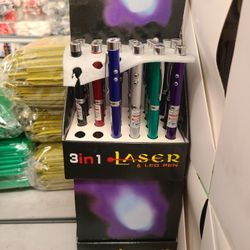 3in1 LASER
& LED PEN